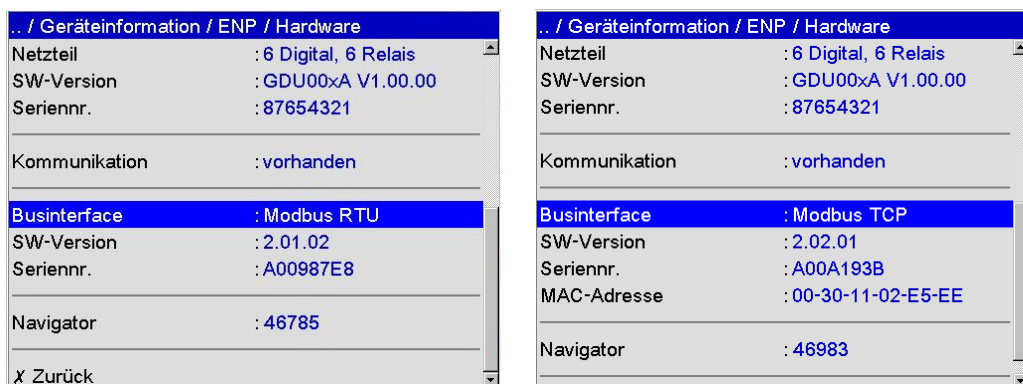 .. / Geräteinformation / ENP / Hardware
Netzteil : 6 Digital, 6 Relais
SW-Version : GDU00xA V1.00.00
Seriennr. : 87654321
Kommunikation : vorhanden
Businterface : Modbus RTU
SW-Version : 2.01.02
Seriennr. : A00987E8
Navigator : 46785
X Zurück
.. / Geräteinformation / ENP / Hardware
Netzteil : 6 Digital, 6 Relais
SW-Version : GDU00xA V1.00.00
Seriennr. : 87654321
Kommunikation : vorhanden
Businterface : Modbus TCP
SW-Version : 2.02.01
Seriennr. : A00A193B
MAC-Adresse : 00-30-11-02-E5-EE
Navigator : 46983